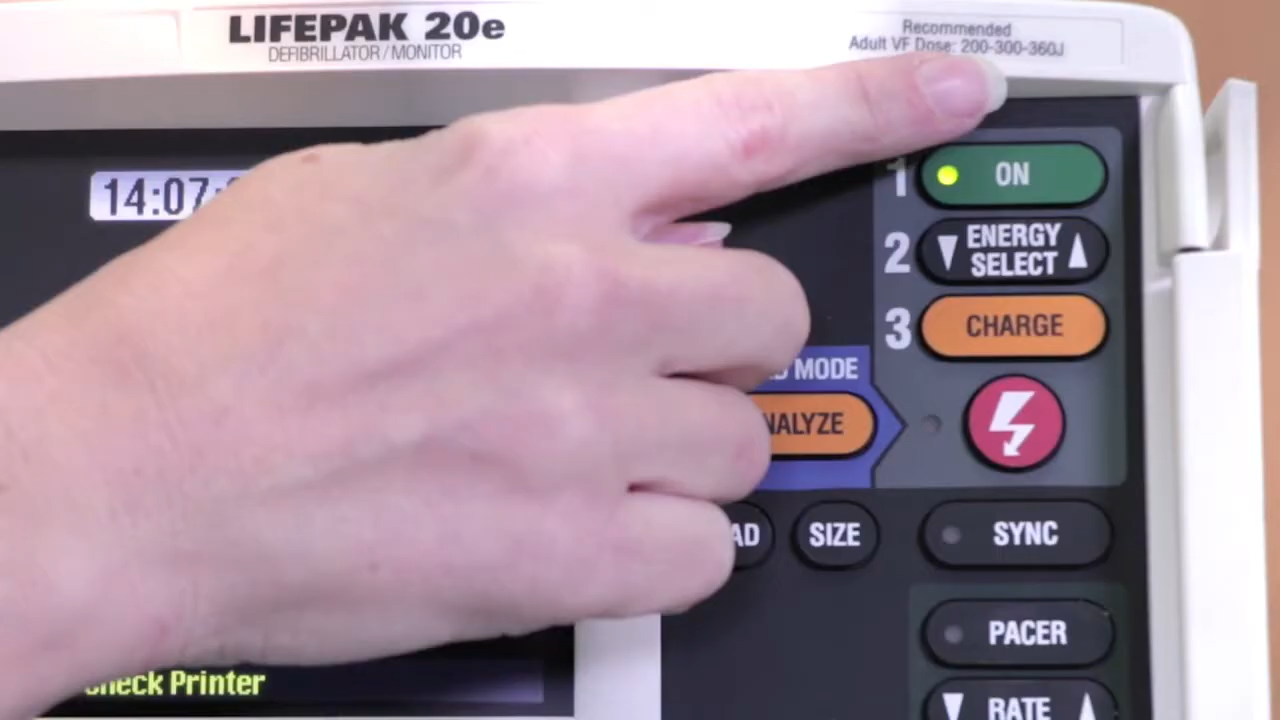 LIFEPAK 20e
DEFIBRILLATOR/MONITOR
Recommended
Adult VF Dose: 200-300-360J
14:07:
1 ON
2 ENERGY
SELECT
3 CHARGE
MODE
NALYZE
AD
SIZE
SYNC
PACER
RATE
Check Printer